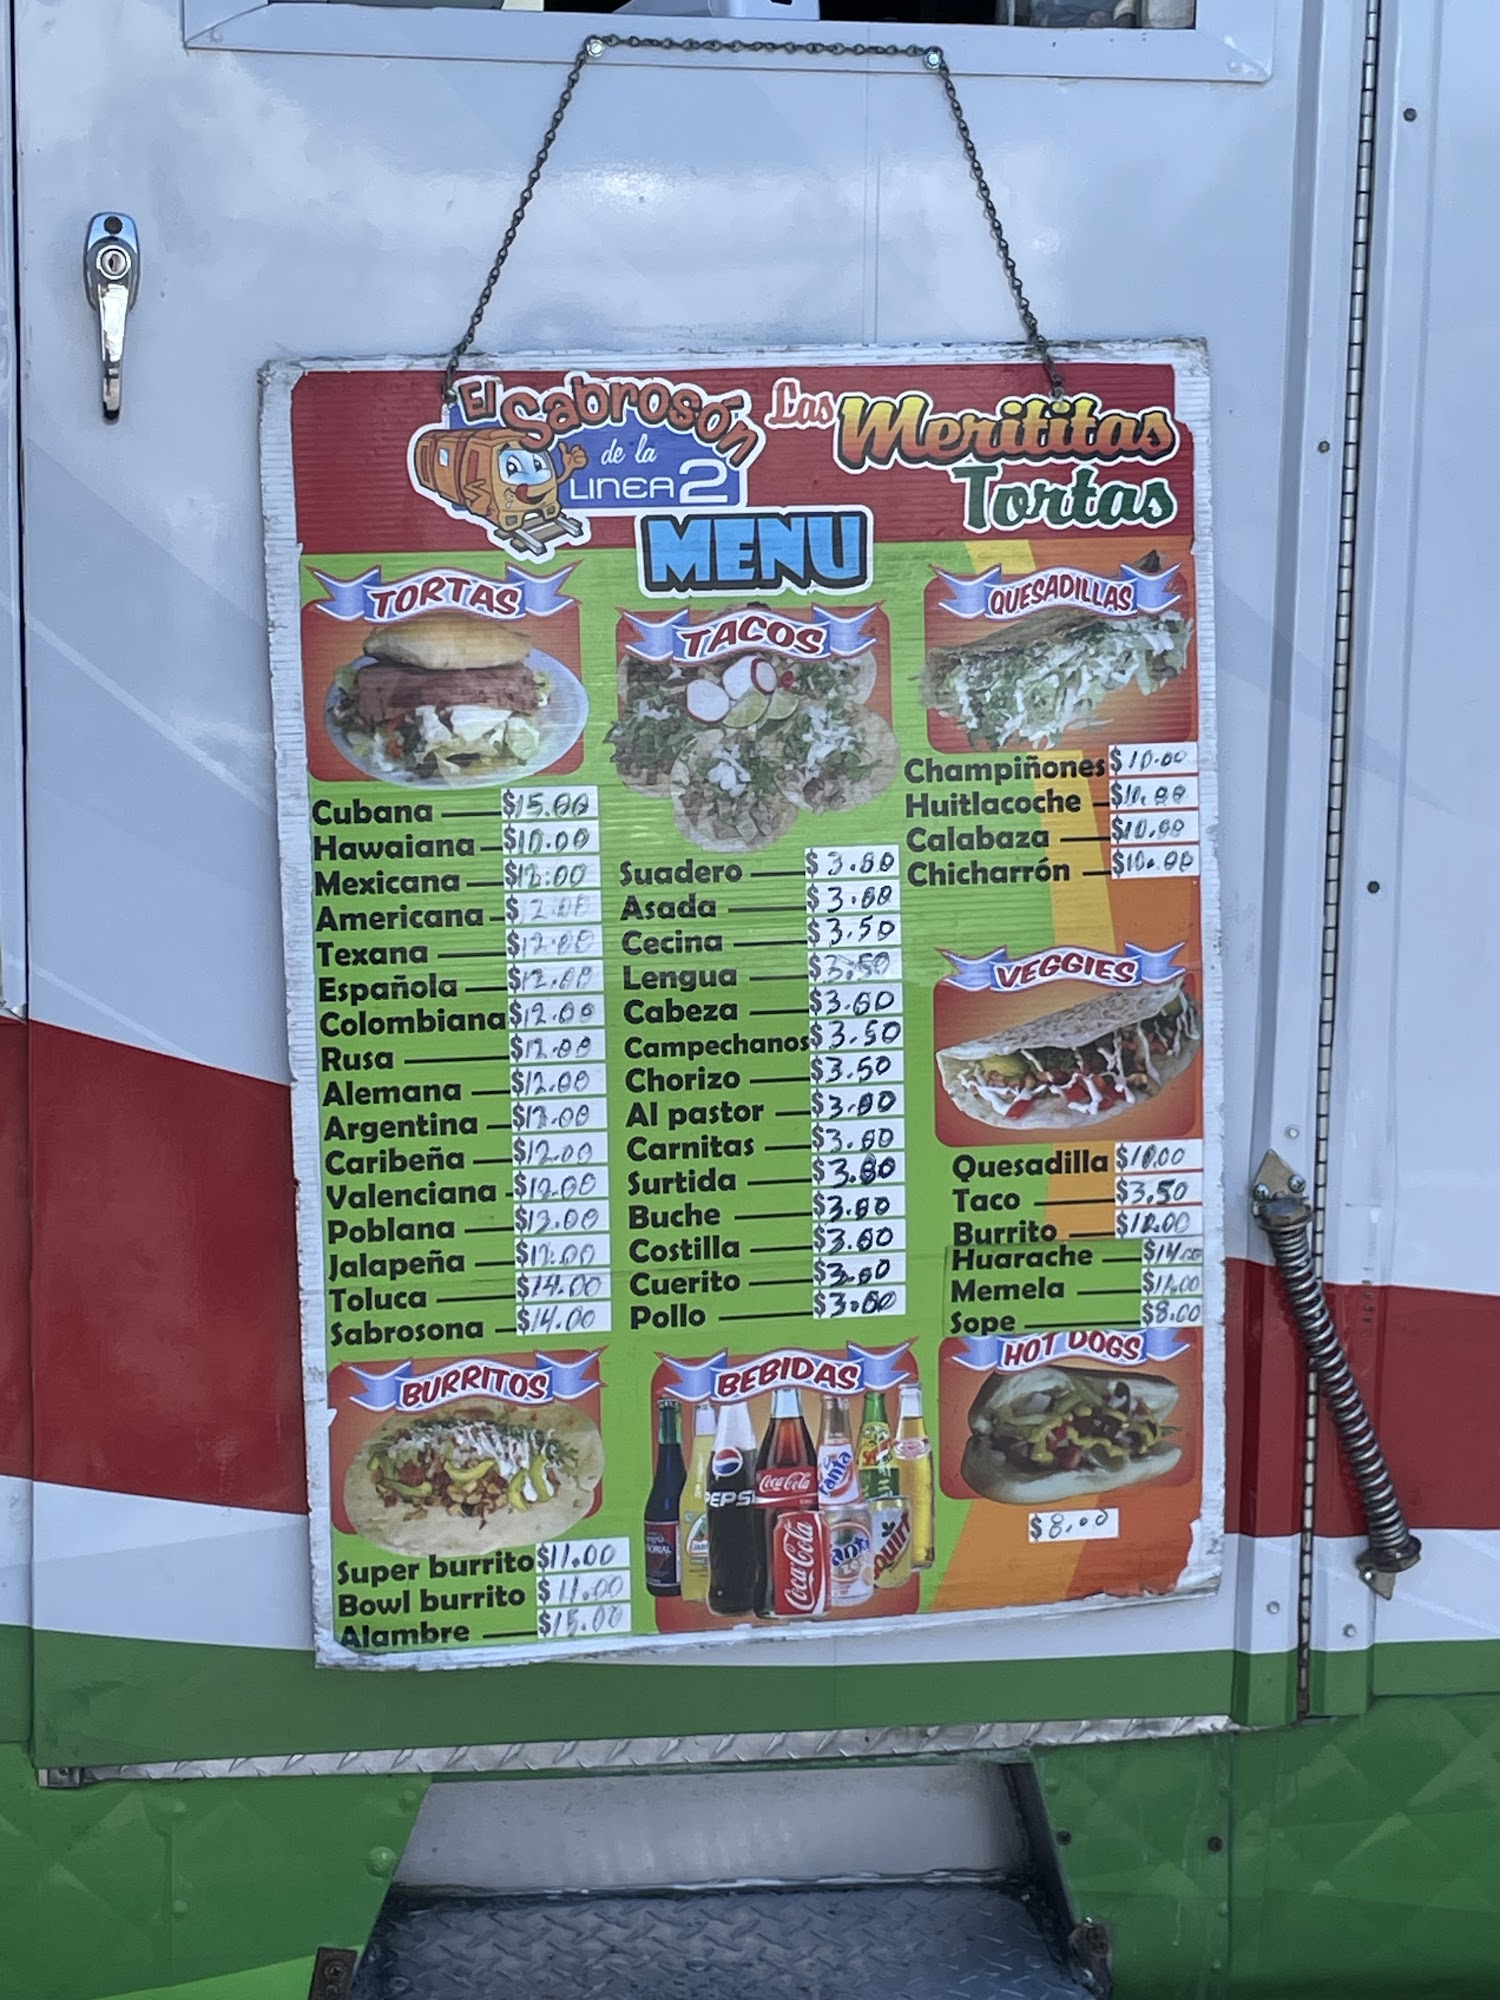 El Sabrosón
de la
LINEA 2
Las Merititas
Tortas
MENU
TORTAS
Cubana $15.00
Hawaiana $10.00
Mexicana $12.00
Americana $12.00
Texana $12.00
Española $12.00
Colombiana $12.00
Rusa $12.00
Alemana $12.00
Argentina $12.00
Caribeña $12.00
Valenciana $12.00
Poblana $12.00
Jalapeña $12.00
Toluca $14.00
Sabrosona $14.00
TACOS
Suadero $3.00
Asada $3.00
Cecina $3.50
Lengua $3.50
Cabeza $3.00
Campechanos $3.50
Chorizo $3.50
Al pastor $3.00
Carnitas $3.00
Surtida $3.00
Buche $3.00
Costilla $3.00
Cuerito $3.00
Pollo $3.00
QUESADILLAS
Champiñones $10.00
Huitlacoche $10.00
Calabaza $10.00
Chicharrón $10.00
VEGGIES
Quesadilla $10.00
Taco $3.50
Burrito $12.00
Huarache $14.00
Memela $11.00
Sope $8.00
BURRITOS
Super burrito $11.00
Bowl burrito $11.00
Alambre $15.00
BEBIDAS
PEPSI
Coca-Cola
Fanta
Coca-Cola
Fanta
SQUIRT
HOT DOGS
$8.00